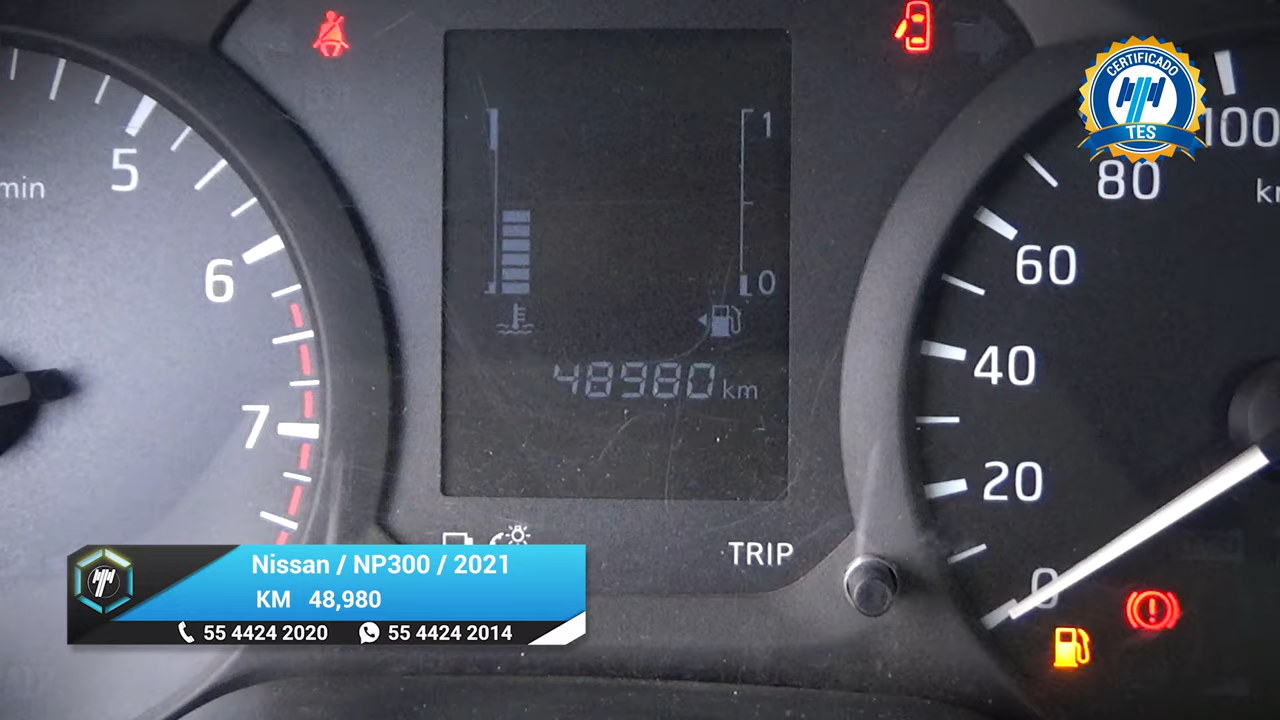 CERTIFICADO
TES
min
5
6
7
1
0
48980 km
TRIP
100
80
60
40
20
0
Nissan / NP300 / 2021
KM 48,980
55 4424 2020 55 4424 2014